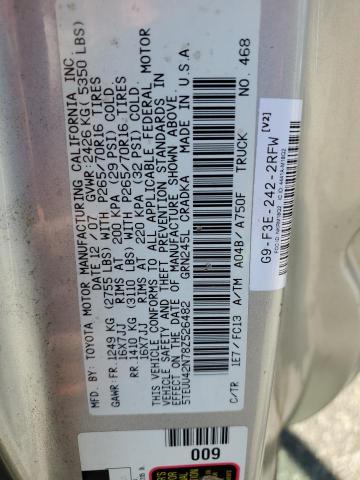 MFD. BY: TOYOTA MOTOR MANUFACTURING CALIFORNIA, INC.
DATE 12/07 GVWR: 2426 KG( 5350 LBS)
GAWR FR. 1249 KG (2755 LBS) WITH P265/70R16 TIRES
16X7JJ RIMS AT 200 KPA (29 PSI) COLD
RR. 1410 KG (3110 LBS) WITH P265/70R16 TIRES
16X7JJ RIMS AT 220 KPA (32 PSI) COLD
THIS VEHICLE CONFORMS TO ALL APPLICABLE FEDERAL MOTOR
VEHICLE SAFETY AND THEFT PREVENTION STANDARDS IN
EFFECT ON THE DATE OF MANUFACTURE SHOWN ABOVE.
5TEUU42N78Z526482 GRN245L CRADKA MADE IN U.S.A.
TRUCK
C/TR 1E7/FC13 A/TM A04B/A750F NO. 468
G9-F3E-242-2RFW [V2]
600